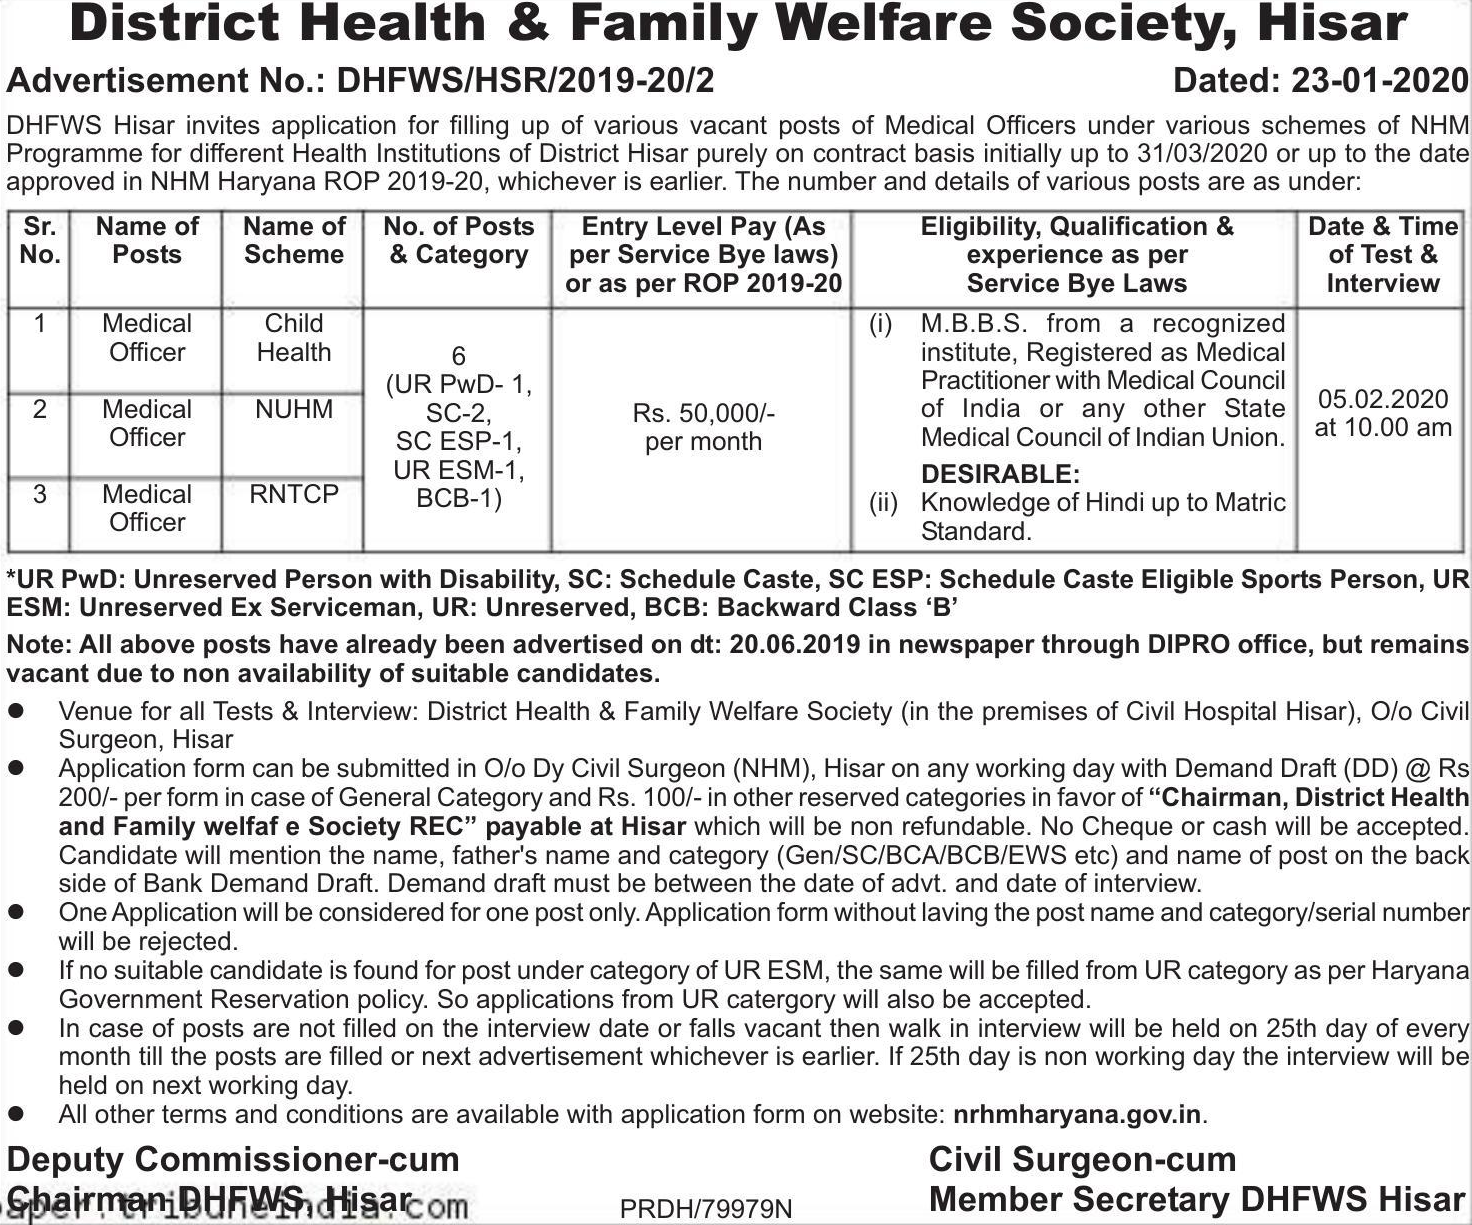 District Health & Family Welfare Society, Hisar
Advertisement No.: DHFWS/HSR/2019-20/2 Dated: 23-01-2020
DHFWS Hisar invites application for filling up of various vacant posts of Medical Officers under various schemes of NHM
Programme for different Health Institutions of District Hisar purely on contract basis initially up to 31/03/2020 or up to the date
approved in NHM Haryana ROP 2019-20, whichever is earlier. The number and details of various posts are as under:
Sr. No.
Name of Posts
Name of Scheme
No. of Posts & Category
Entry Level Pay (As per Service Bye laws) or as per ROP 2019-20
Eligibility, Qualification & experience as per Service Bye Laws
Date & Time of Test & Interview
1 Medical Officer Child Health
2 Medical Officer NUHM
3 Medical Officer RNTCP
6
(UR PwD- 1,
SC-2,
SC ESP-1,
UR ESM-1,
BCB-1)
Rs. 50,000/-
per month
(i) M.B.B.S. from a recognized
institute, Registered as Medical
Practitioner with Medical Council
of India or any other State
Medical Council of Indian Union.
DESIRABLE:
(ii) Knowledge of Hindi up to Matric
Standard.
05.02.2020
at 10.00 am
*UR PwD: Unreserved Person with Disability, SC: Schedule Caste, SC ESP: Schedule Caste Eligible Sports Person, UR
ESM: Unreserved Ex Serviceman, UR: Unreserved, BCB: Backward Class ‘B’
Note: All above posts have already been advertised on dt: 20.06.2019 in newspaper through DIPRO office, but remains
vacant due to non availability of suitable candidates.
● Venue for all Tests & Interview: District Health & Family Welfare Society (in the premises of Civil Hospital Hisar), O/o Civil
Surgeon, Hisar
● Application form can be submitted in O/o Dy Civil Surgeon (NHM), Hisar on any working day with Demand Draft (DD) @ Rs
200/- per form in case of General Category and Rs. 100/- in other reserved categories in favor of “Chairman, District Health
and Family welfaf e Society REC” payable at Hisar which will be non refundable. No Cheque or cash will be accepted.
Candidate will mention the name, father's name and category (Gen/SC/BCA/BCB/EWS etc) and name of post on the back
side of Bank Demand Draft. Demand draft must be between the date of advt. and date of interview.
● One Application will be considered for one post only. Application form without laving the post name and category/serial number
will be rejected.
● If no suitable candidate is found for post under category of UR ESM, the same will be filled from UR category as per Haryana
Government Reservation policy. So applications from UR catergory will also be accepted.
● In case of posts are not filled on the interview date or falls vacant then walk in interview will be held on 25th day of every
month till the posts are filled or next advertisement whichever is earlier. If 25th day is non working day the interview will be
held on next working day.
● All other terms and conditions are available with application form on website: nrhmharyana.gov.in.
Deputy Commissioner-cum Civil Surgeon-cum
Chairman DHFWS, Hisar PRDH/79979N Member Secretary DHFWS Hisar
paper.tribuneindia.com